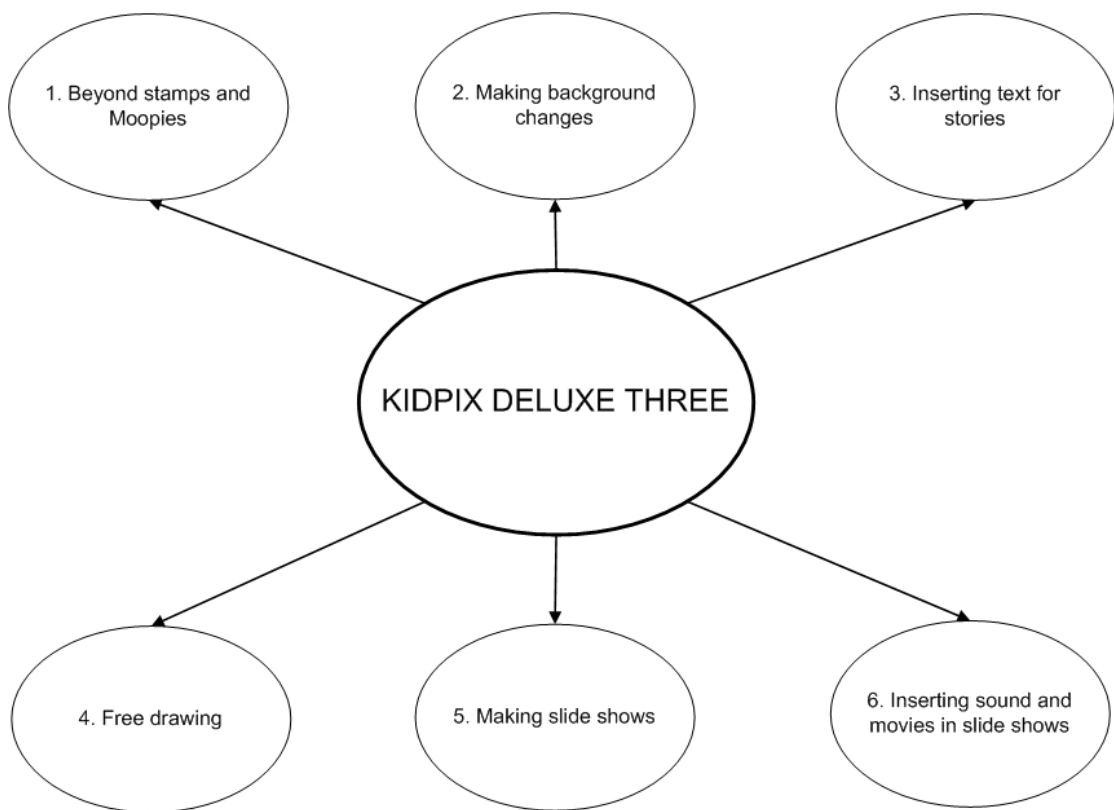 1. Beyond stamps and
Moopies
2. Making background
changes
3. Inserting text for
stories
KIDPIX DELUXE THREE
4. Free drawing
5. Making slide shows
6. Inserting sound and
movies in slide shows